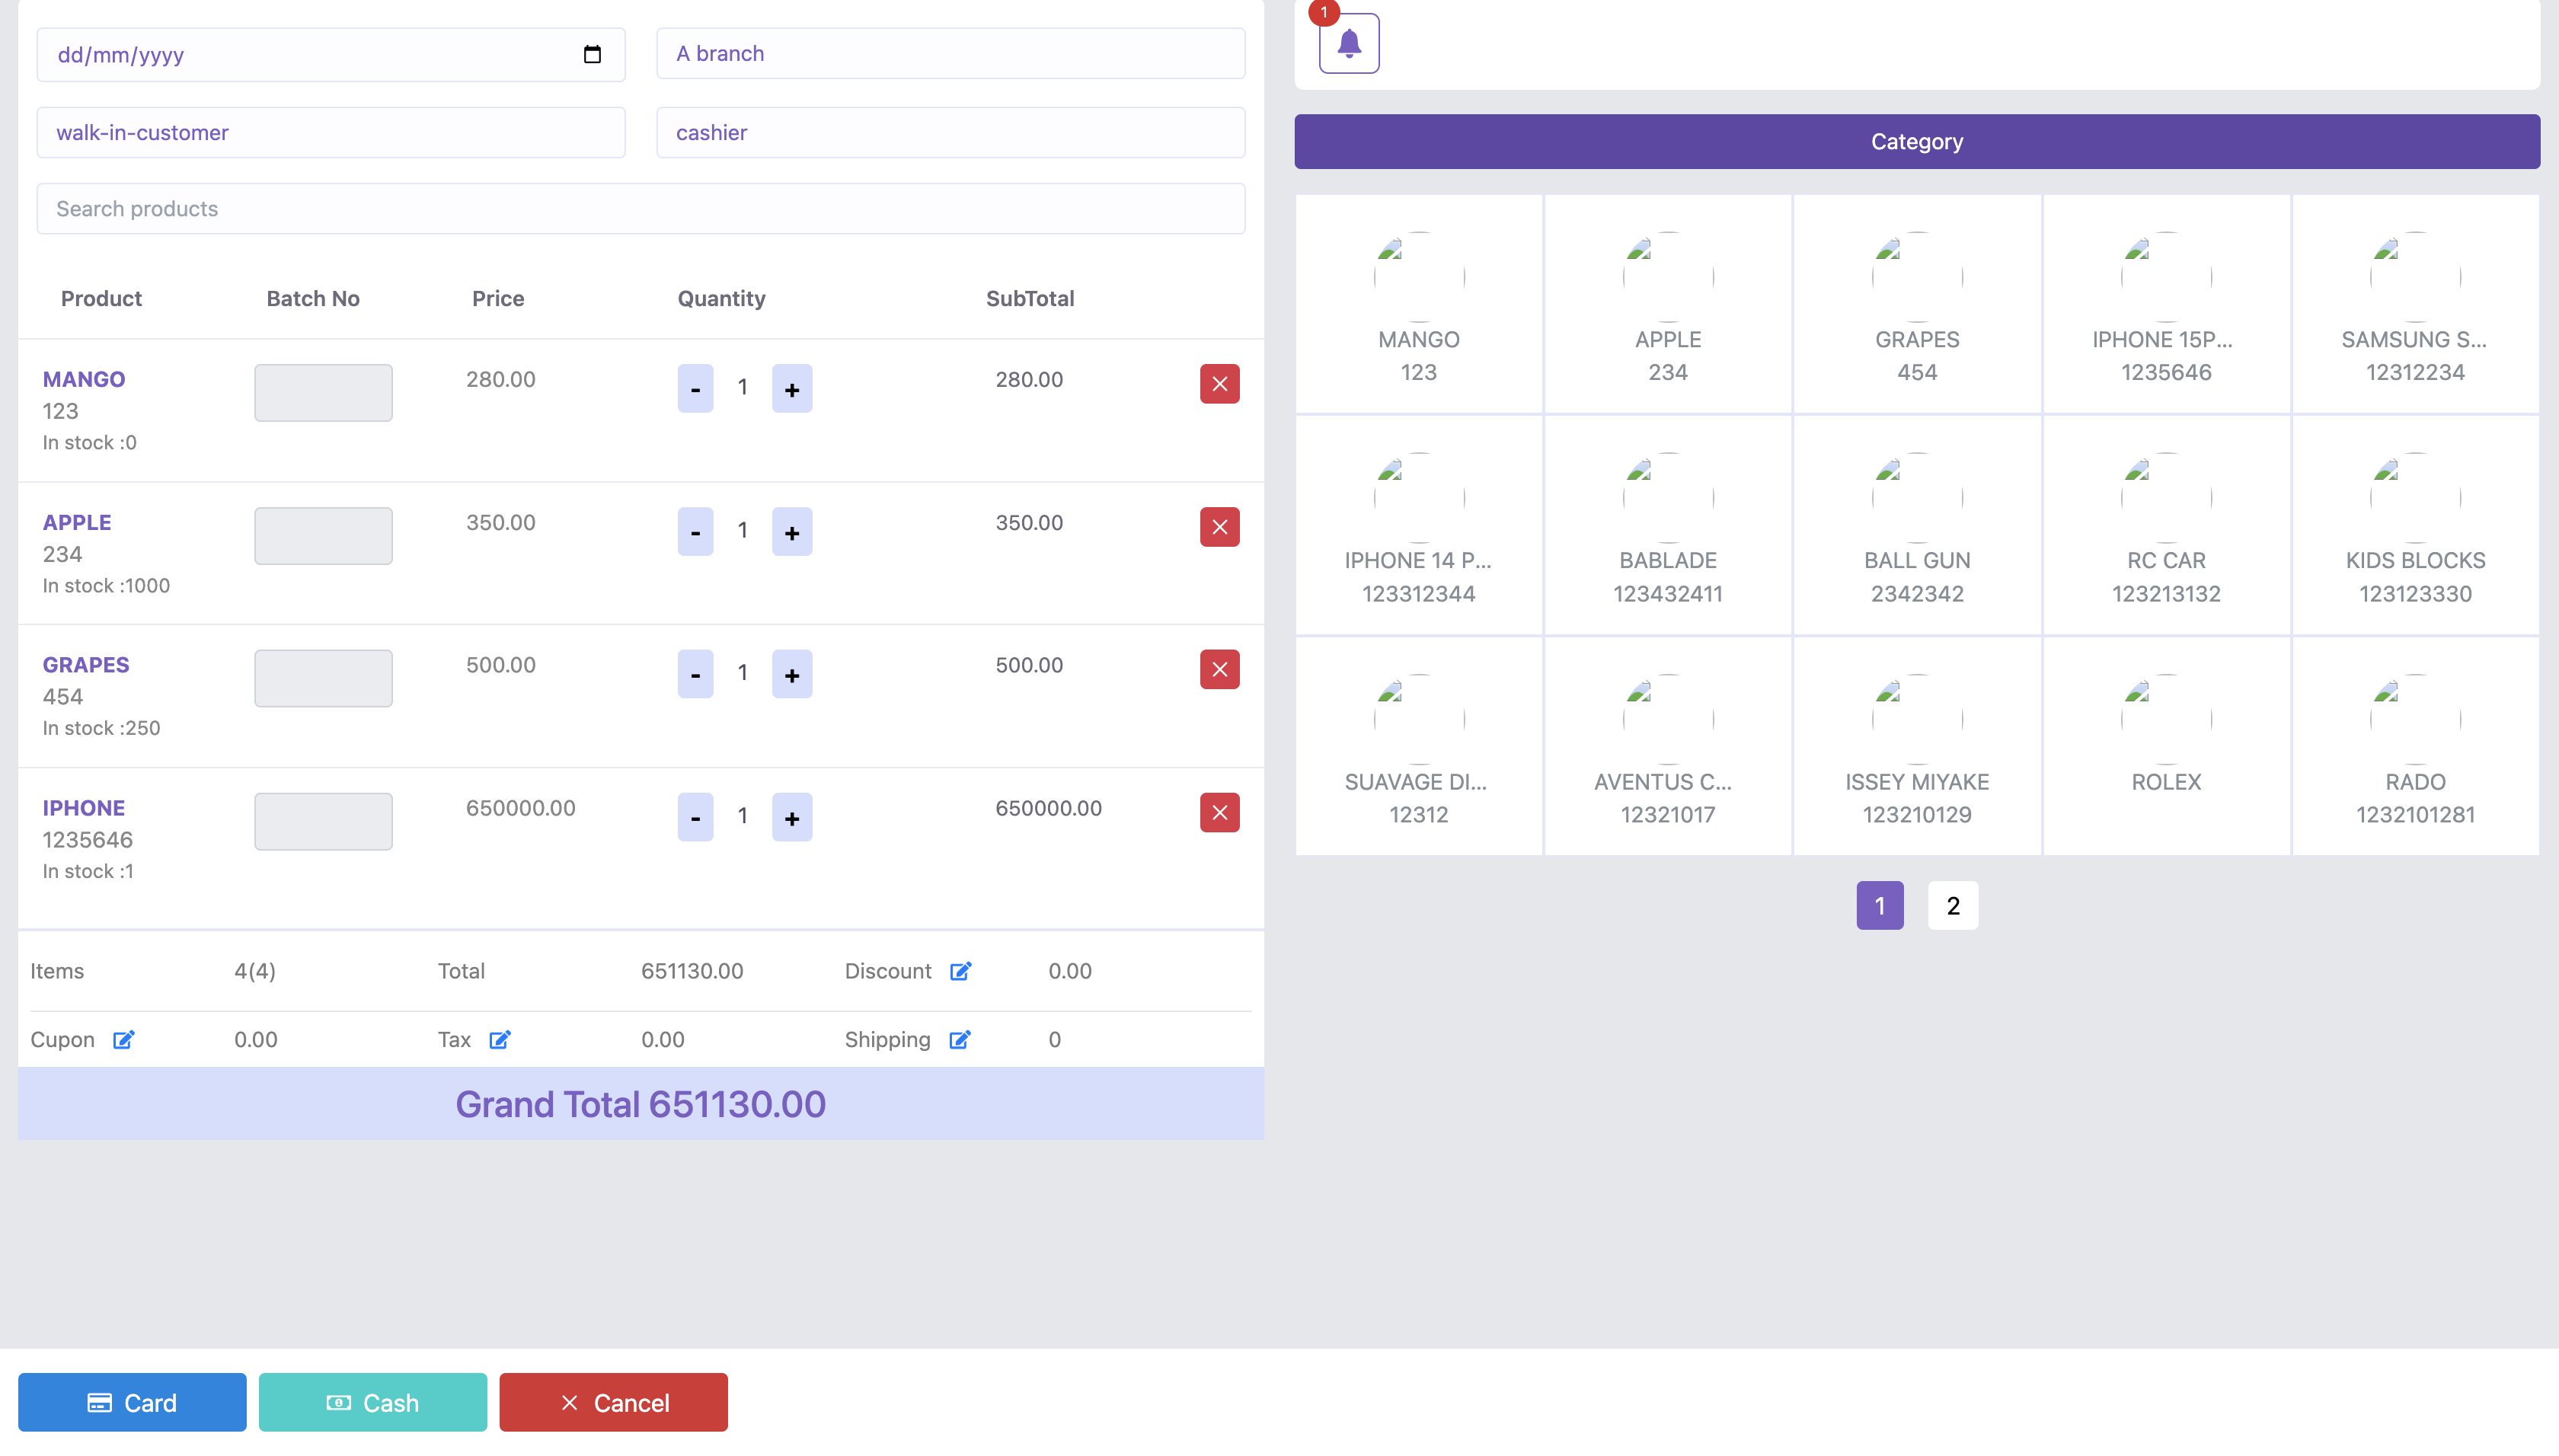 dd/mm/yyyy
A branch
walk-in-customer
cashier
Search products
Product Batch No Price Quantity SubTotal
MANGO 280.00 - 1 + 280.00
123
In stock :0
APPLE 350.00 - 1 + 350.00
234
In stock :1000
GRAPES 500.00 - 1 + 500.00
454
In stock :250
IPHONE 650000.00 - 1 + 650000.00
1235646
In stock :1
Items 4(4) Total 651130.00 Discount 0.00
Cupon 0.00 Tax 0.00 Shipping 0
Grand Total 651130.00
1
Category
MANGO
123
APPLE
234
GRAPES
454
IPHONE 15P...
1235646
SAMSUNG S...
12312234
IPHONE 14 P...
123312344
BABLADE
123432411
BALL GUN
2342342
RC CAR
123213132
KIDS BLOCKS
123123330
SUAVAGE DI...
12312
AVENTUS C...
12321017
ISSEY MIYAKE
123210129
ROLEX
RADO
1232101281
1 2
Card
Cash
Cancel